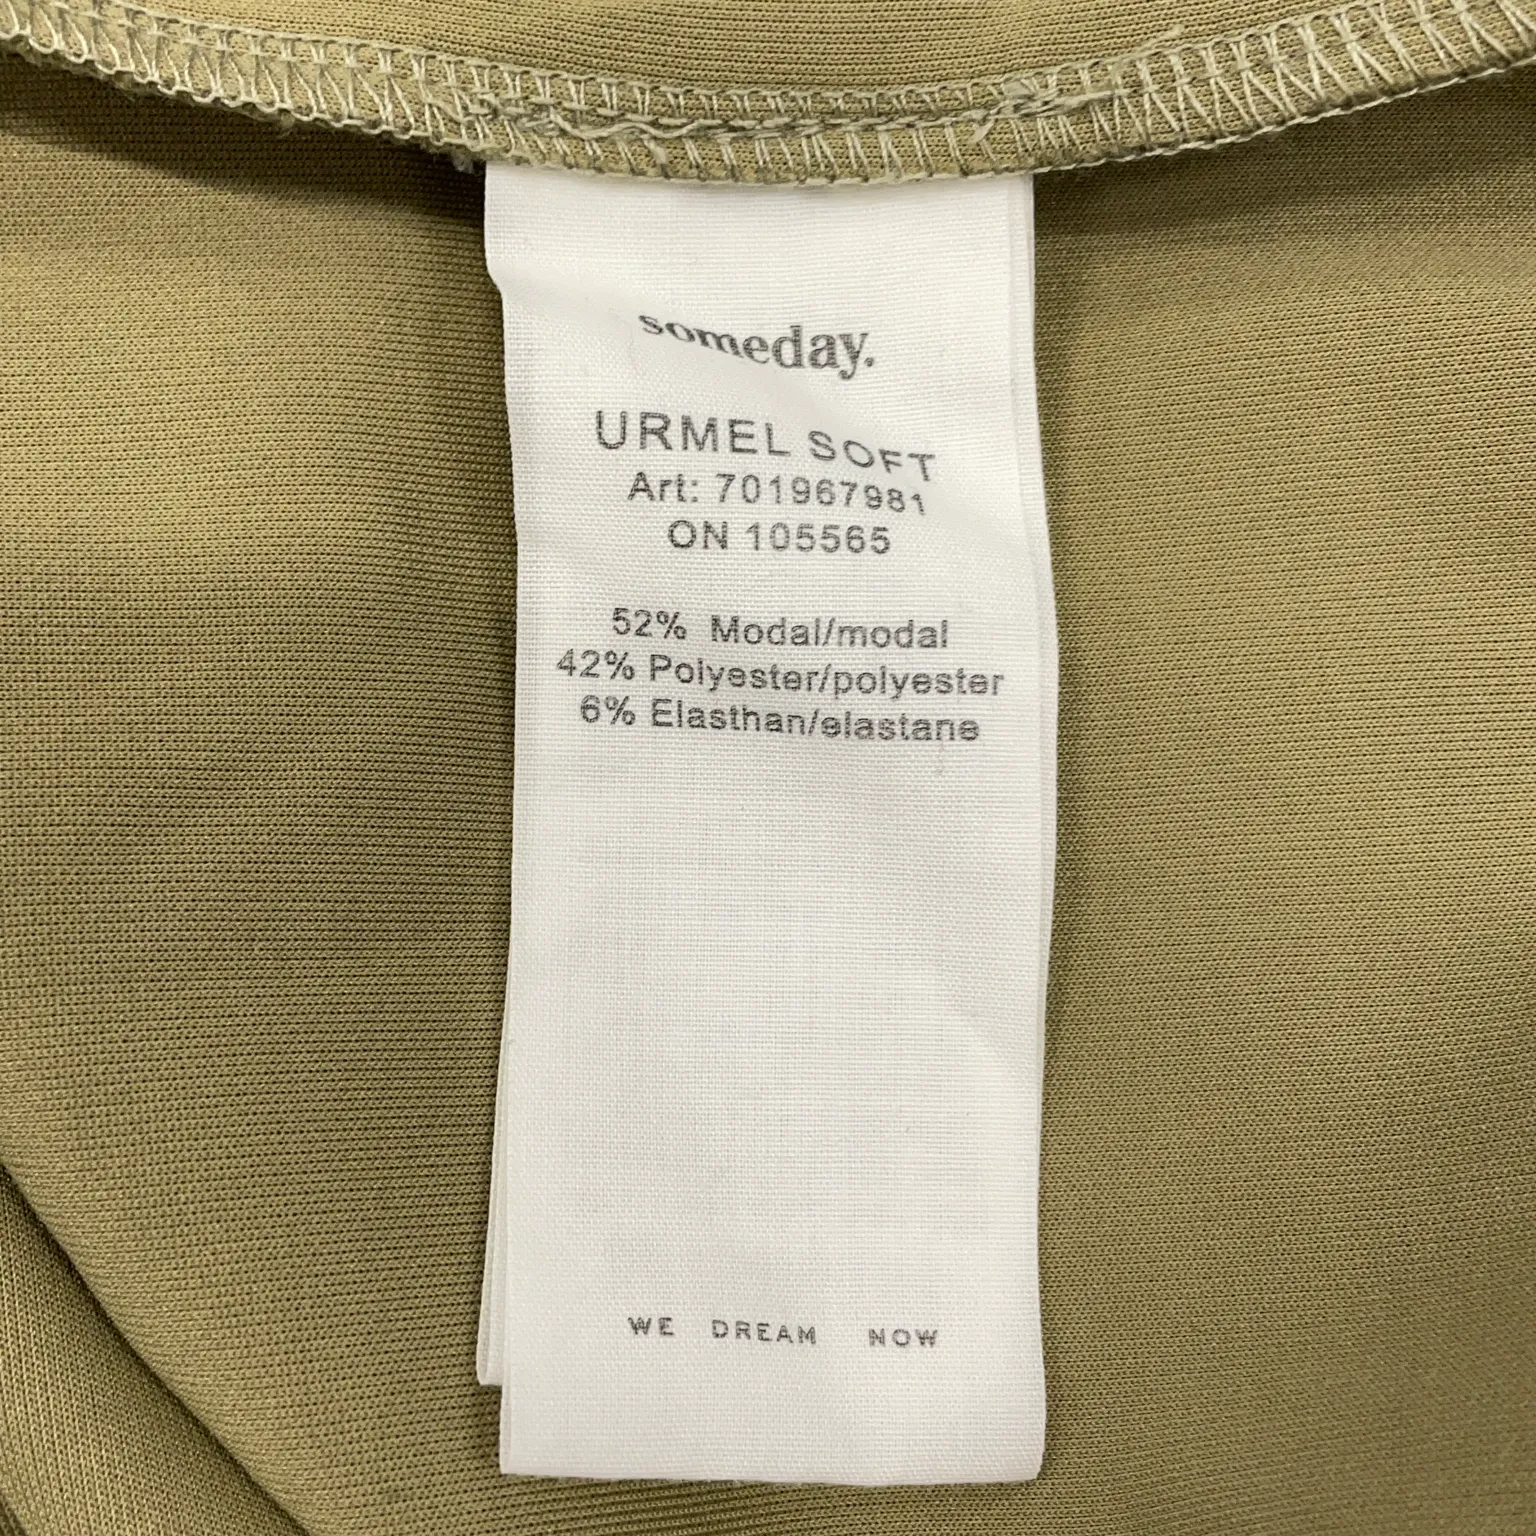 someday.
URMEL SOFT
Art: 701967981
ON 105565
52% Modal/modal
42% Polyester/polyester
6% Elasthan/elastane
WE DREAM NOW